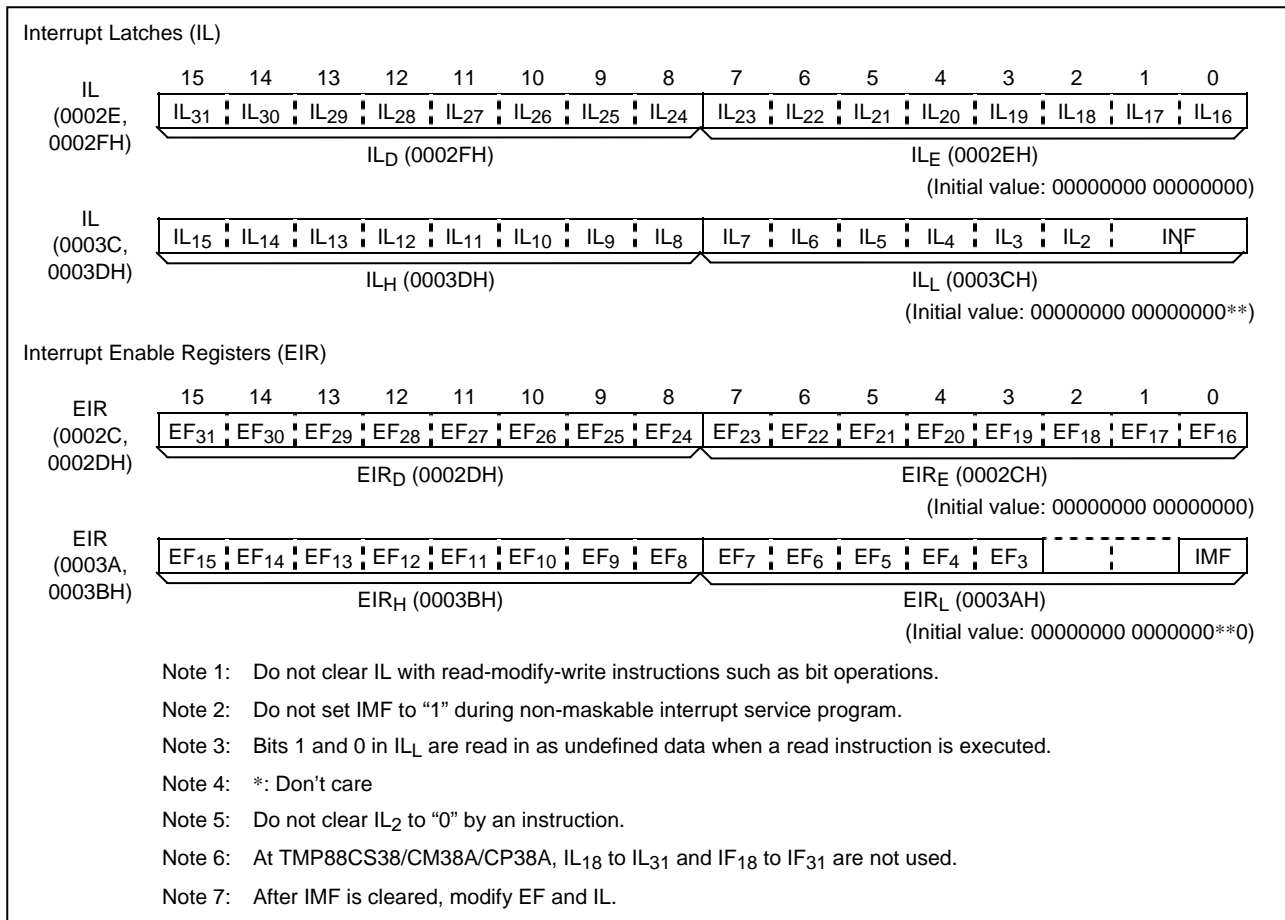 Interrupt Latches (IL)
15 14 13 12 11 10 9 8 7 6 5 4 3 2 1 0
IL
(0002E,
0002FH)
IL31 IL30 IL29 IL28 IL27 IL26 IL25 IL24 IL23 IL22 IL21 IL20 IL19 IL18 IL17 IL16
ILD (0002FH) ILE (0002EH)
(Initial value: 00000000 00000000)
IL
(0003C,
0003DH)
IL15 IL14 IL13 IL12 IL11 IL10 IL9 IL8 IL7 IL6 IL5 IL4 IL3 IL2 INF
ILH (0003DH) ILL (0003CH)
(Initial value: 00000000 00000000**)
Interrupt Enable Registers (EIR)
15 14 13 12 11 10 9 8 7 6 5 4 3 2 1 0
EIR
(0002C,
0002DH)
EF31 EF30 EF29 EF28 EF27 EF26 EF25 EF24 EF23 EF22 EF21 EF20 EF19 EF18 EF17 EF16
EIRD (0002DH) EIRE (0002CH)
(Initial value: 00000000 00000000)
EIR
(0003A,
0003BH)
EF15 EF14 EF13 EF12 EF11 EF10 EF9 EF8 EF7 EF6 EF5 EF4 EF3 IMF
EIRH (0003BH) EIRL (0003AH)
(Initial value: 00000000 0000000**0)
Note 1: Do not clear IL with read-modify-write instructions such as bit operations.
Note 2: Do not set IMF to “1” during non-maskable interrupt service program.
Note 3: Bits 1 and 0 in ILL are read in as undefined data when a read instruction is executed.
Note 4: *: Don’t care
Note 5: Do not clear IL2 to “0” by an instruction.
Note 6: At TMP88CS38/CM38A/CP38A, IL18 to IL31 and IF18 to IF31 are not used.
Note 7: After IMF is cleared, modify EF and IL.